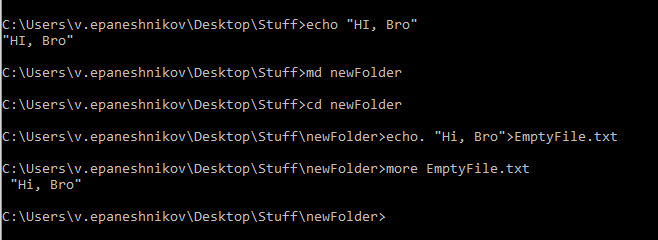 C:\Users\v.epaneshnikov\Desktop\Stuff>echo "HI, Bro"
"HI, Bro"
C:\Users\v.epaneshnikov\Desktop\Stuff>md newFolder
C:\Users\v.epaneshnikov\Desktop\Stuff>cd newFolder
C:\Users\v.epaneshnikov\Desktop\Stuff\newFolder>echo. "Hi, Bro">EmptyFile.txt
C:\Users\v.epaneshnikov\Desktop\Stuff\newFolder>more EmptyFile.txt
 "Hi, Bro"
C:\Users\v.epaneshnikov\Desktop\Stuff\newFolder>